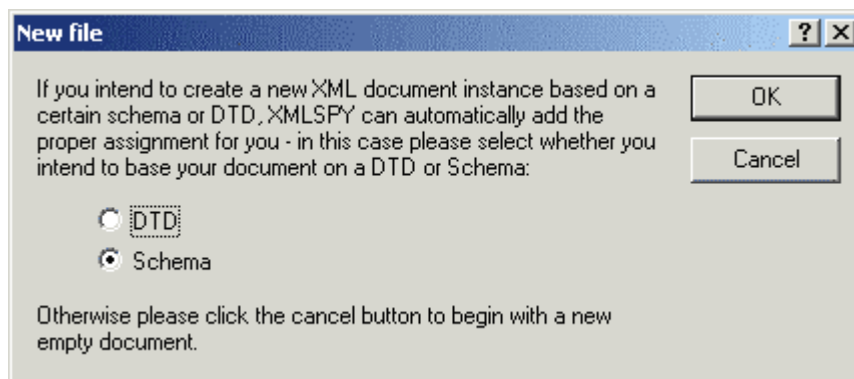 New file
If you intend to create a new XML document instance based on a
certain schema or DTD, XMLSPY can automatically add the
proper assignment for you - in this case please select whether you
intend to base your document on a DTD or Schema:
OK
Cancel
DTD
Schema
Otherwise please click the cancel button to begin with a new
empty document.